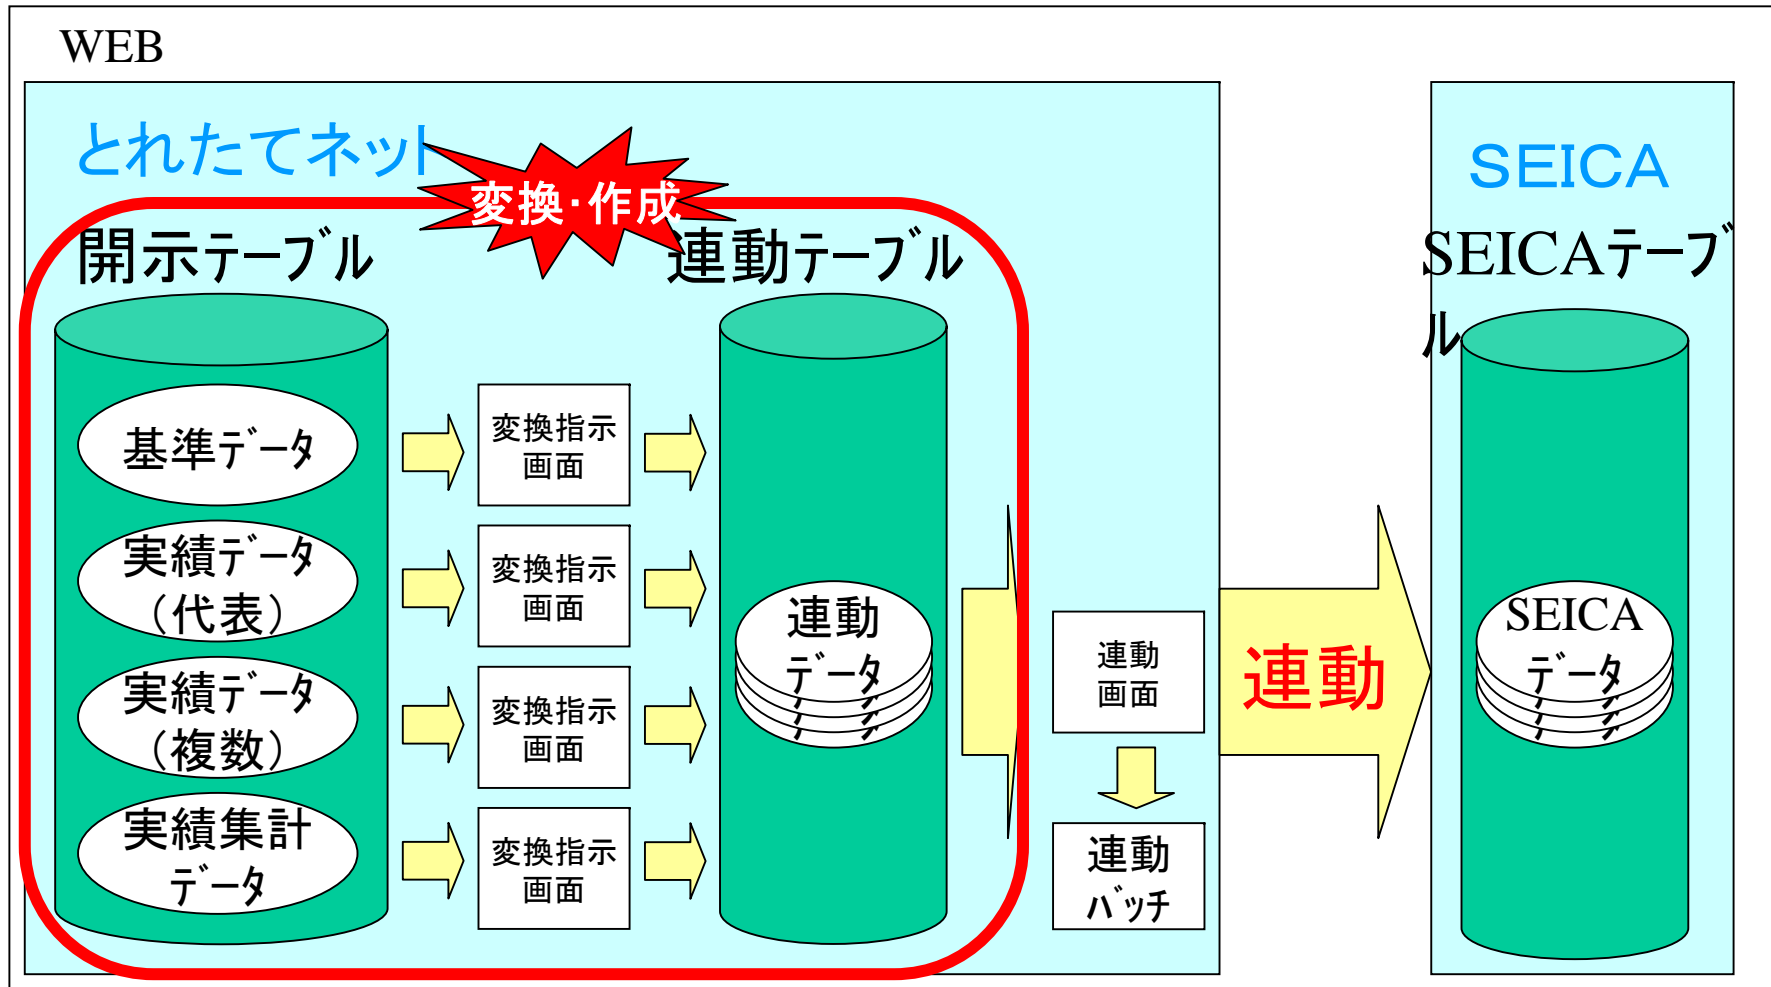 WEB
とれたてネット
変換・作成
開示テーブル
連動テーブル
基準データ
実績データ
(代表)
実績データ
(複数)
実績集計
データ
変換指示
画面
変換指示
画面
変換指示
画面
変換指示
画面
連動
データ
連動
画面
連動
バッチ
連動
SEICA
SEICAテーブ
ル
SEICA
データ